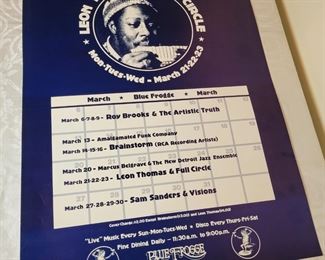 LEON
CIRCLE
Mon-Tues-Wed - March 21-22-23
March ★ Blue Frogge ★ March
March 6-7-8-9 - Roy Brooks & The Artistic Truth
March 13 - Amalgamated Funk Company
March 14-15-16 - Brainstorm (RCA Recording Artists)
March 20 - Marcus Belgrave & The New Detroit Jazz Ensemble
March 21-22-23 - Leon Thomas & Full Circle
March 27-28-29-30 - Sam Sanders & Visions
"Live" Music Every Sun-Mon-Tues-Wed • Disco Every Thurs-Fri-Sat
Fine Dining Daily - 11:30 a.m. to 9:00 p.m.
BLUE FROGGE